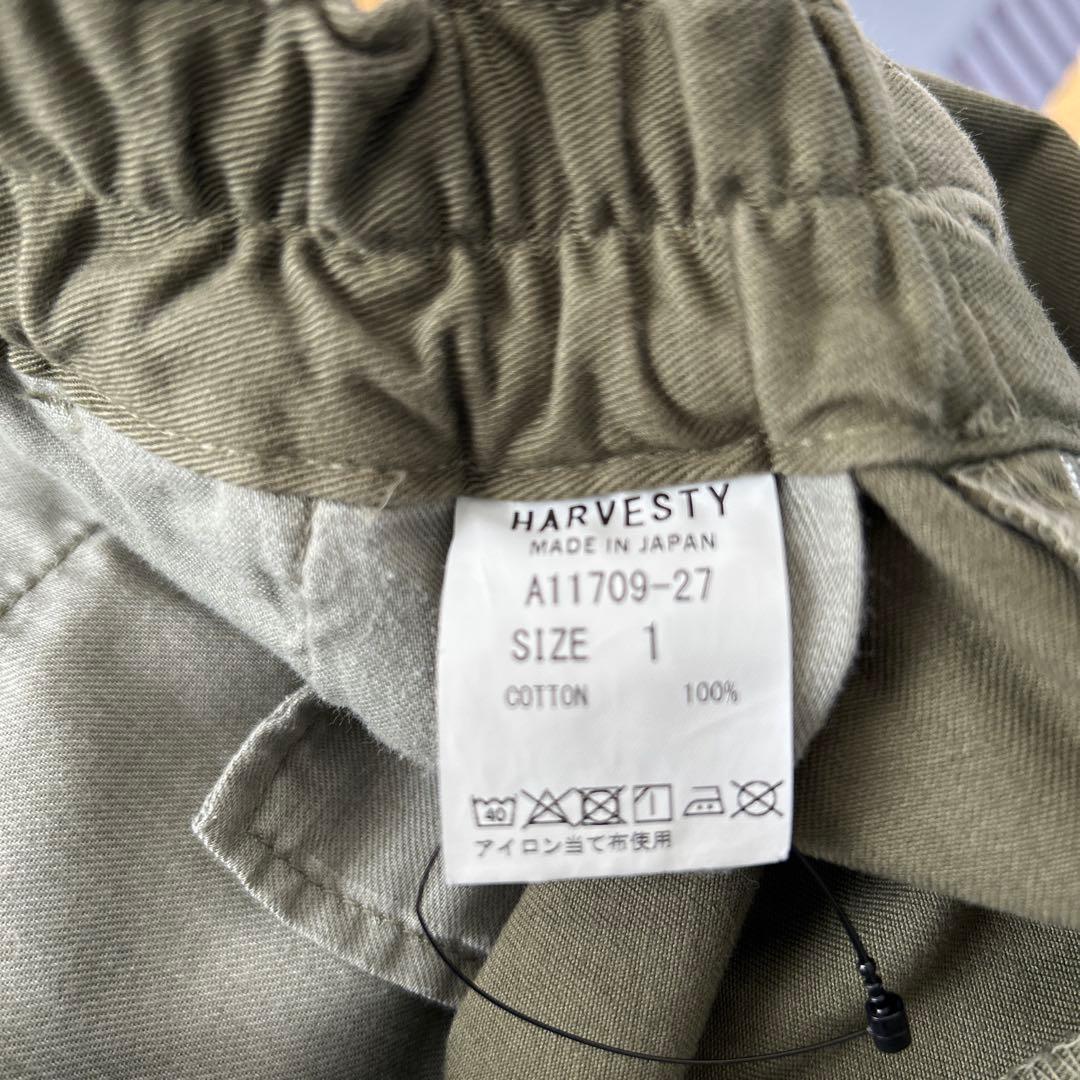 HARVESTY
MADE IN JAPAN
A11709-27
SIZE 1
COTTON 100%
40
アイロン当て布使用